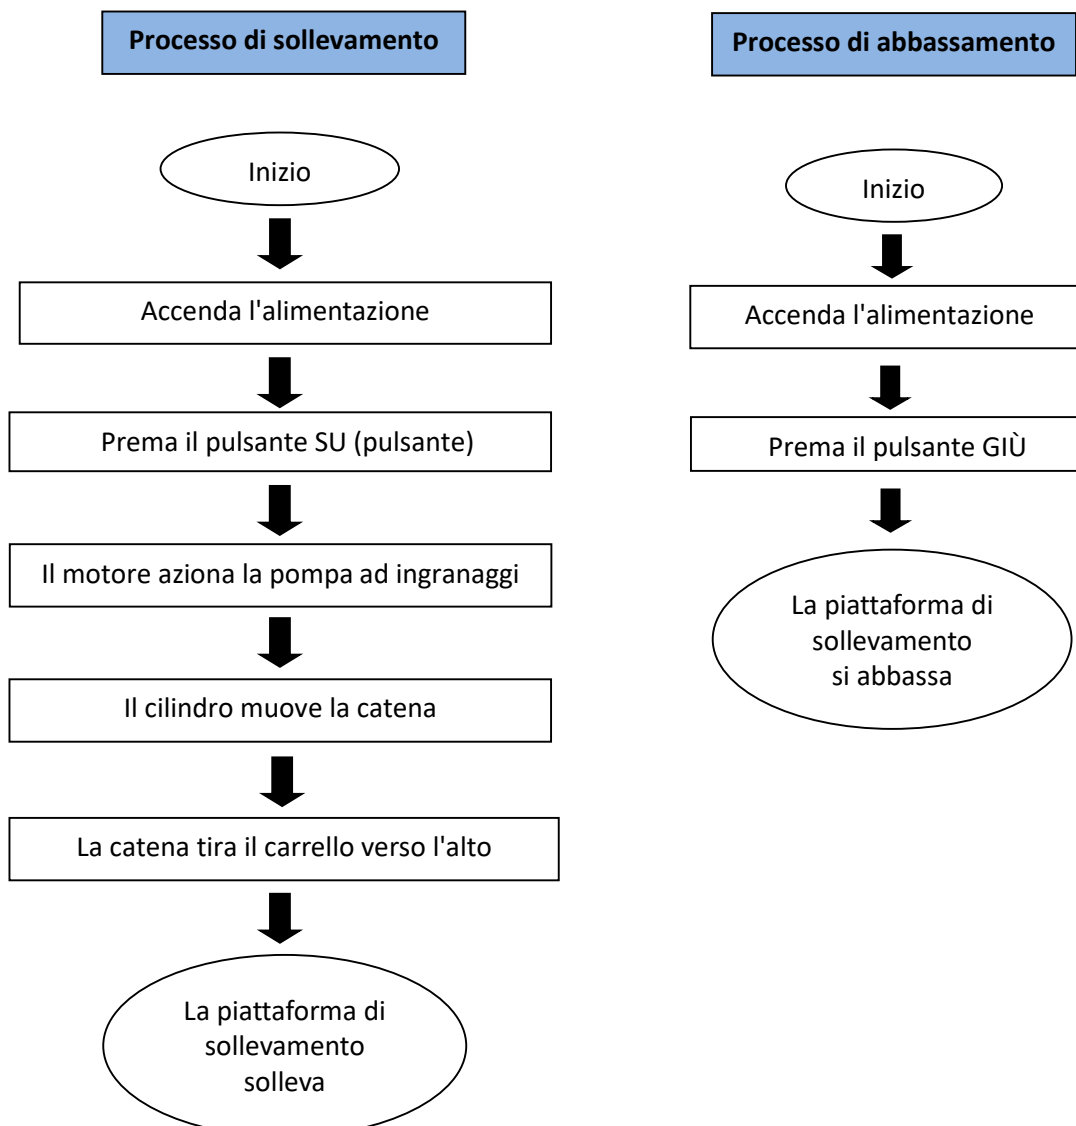 Processo di sollevamento
Inizio
Accenda l'alimentazione
Prema il pulsante SU (pulsante)
Il motore aziona la pompa ad ingranaggi
Il cilindro muove la catena
La catena tira il carrello verso l'alto
La piattaforma di
sollevamento
solleva
Processo di abbassamento
Inizio
Accenda l'alimentazione
Prema il pulsante GIÙ
La piattaforma di
sollevamento
si abbassa